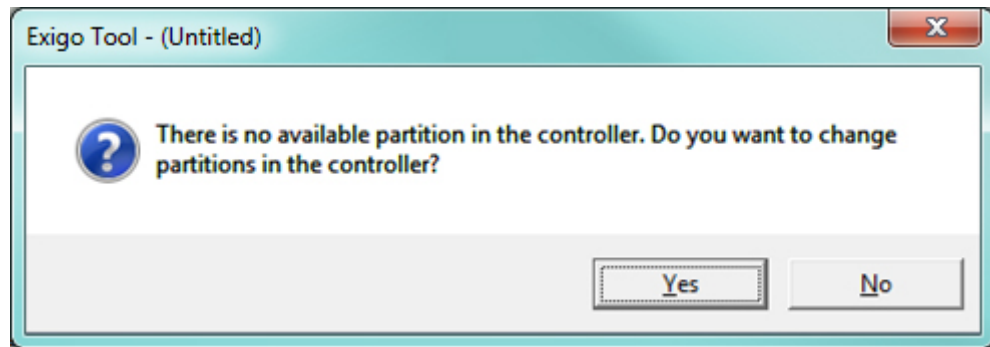 Exigo Tool - (Untitled)
There is no available partition in the controller. Do you want to change
partitions in the controller?
Yes
No